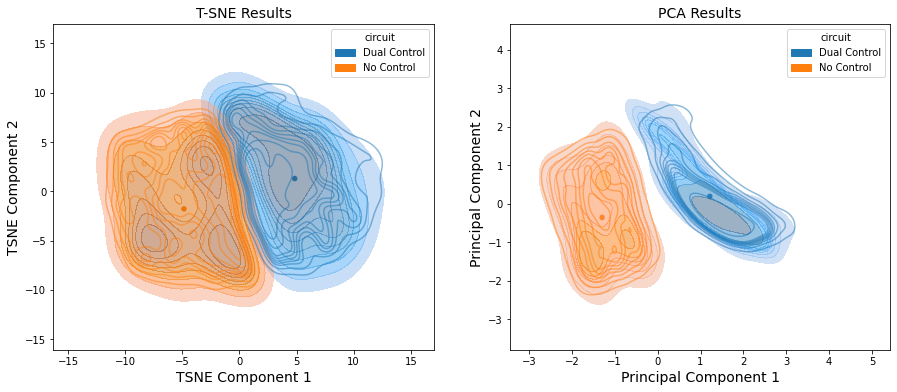 T-SNE Results
circuit
Dual Control
No Control
15
10
5
0
−5
−10
−15
TSNE Component 2
−15
−10
−5
0
5
10
15
TSNE Component 1
PCA Results
circuit
Dual Control
No Control
4
3
2
1
0
−1
−2
−3
Principal Component 2
−3
−2
−1
0
1
2
3
4
5
Principal Component 1